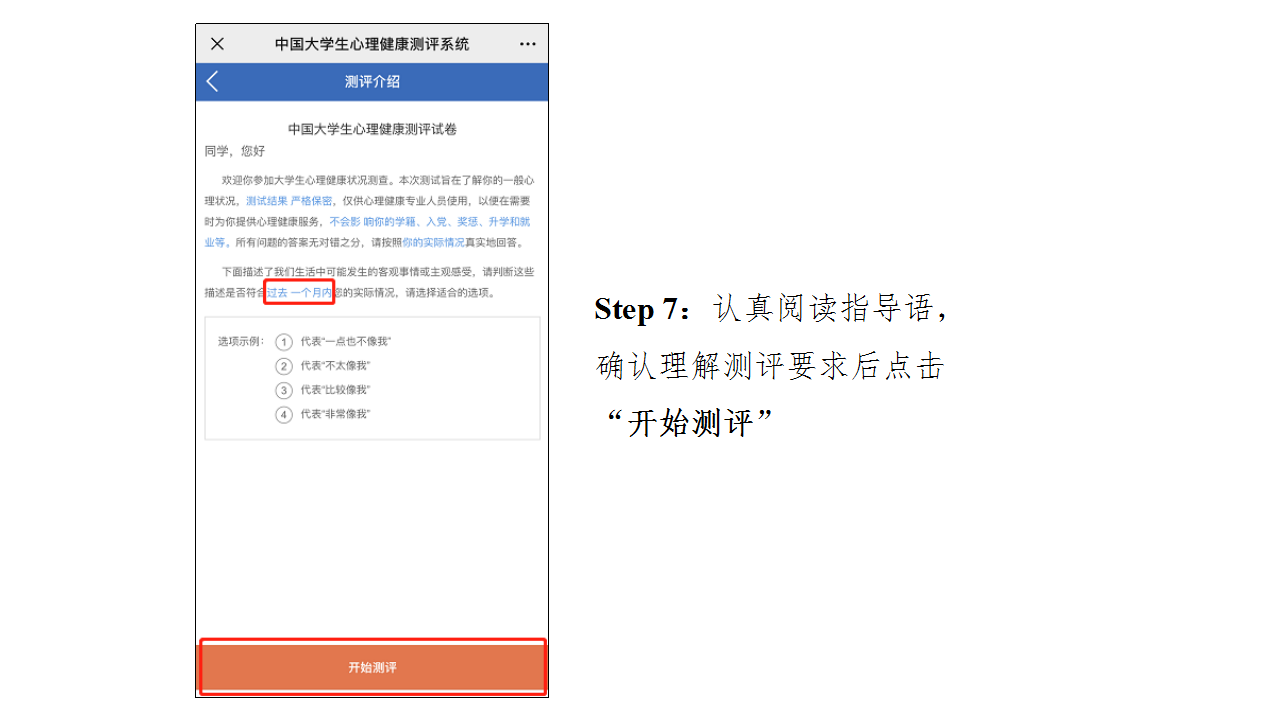 中国大学生心理健康测评系统
测评介绍
中国大学生心理健康测评试卷
同学，您好
欢迎你参加大学生心理健康状况测查。本次测试旨在了解你的一般心
理状况，测试结果 严格保密，仅供心理健康专业人员使用，以便在需要
时为你提供心理健康服务，不会影 响你的学籍、入党、奖惩、升学和就
业等。所有问题的答案无对错之分，请按照你的实际情况真实地回答。
下面描述了我们生活中可能发生的客观事情或主观感受，请判断这些
描述是否符合过去 一个月内您的实际情况，请选择适合的选项。
选项示例： 1 代表“一点也不像我”
2 代表“不太像我”
3 代表“比较像我”
4 代表“非常像我”
开始测评
Step 7：认真阅读指导语，
确认理解测评要求后点击
“开始测评”